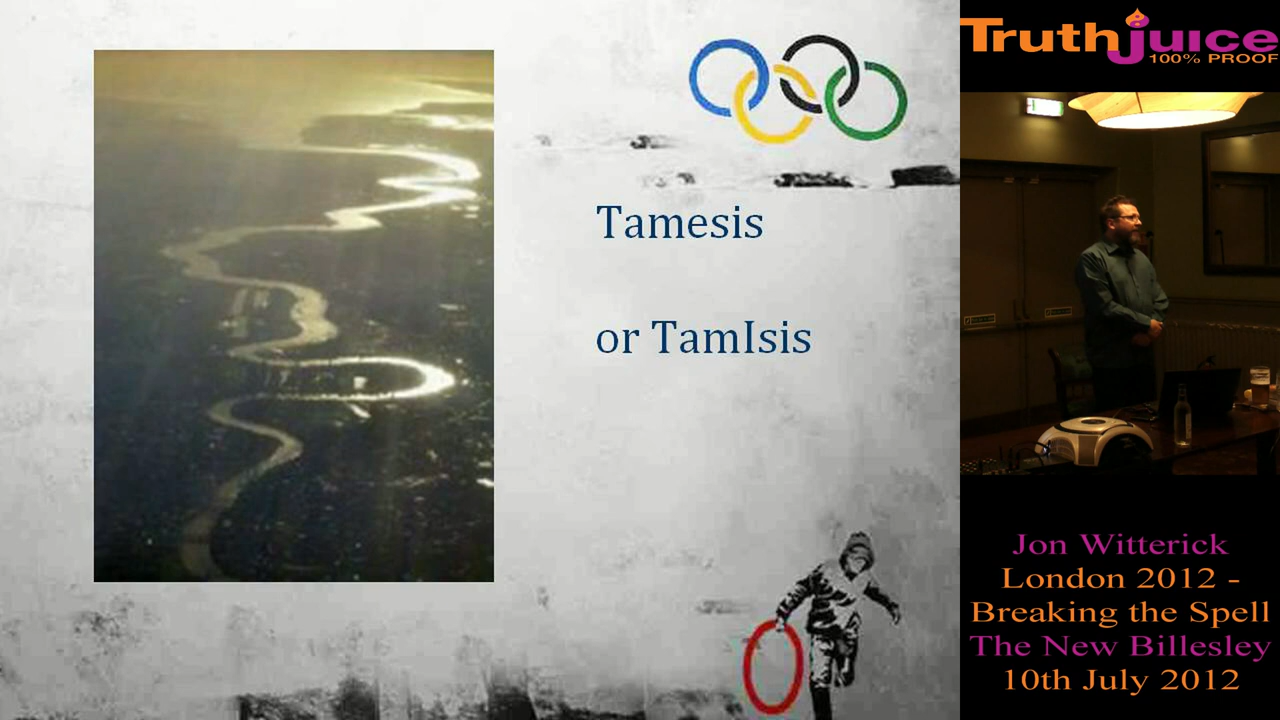 Tamesis
or TamIsis
Truthjuice
100% PROOF
Jon Witterick
London 2012 -
Breaking the Spell
The New Billesley
10th July 2012